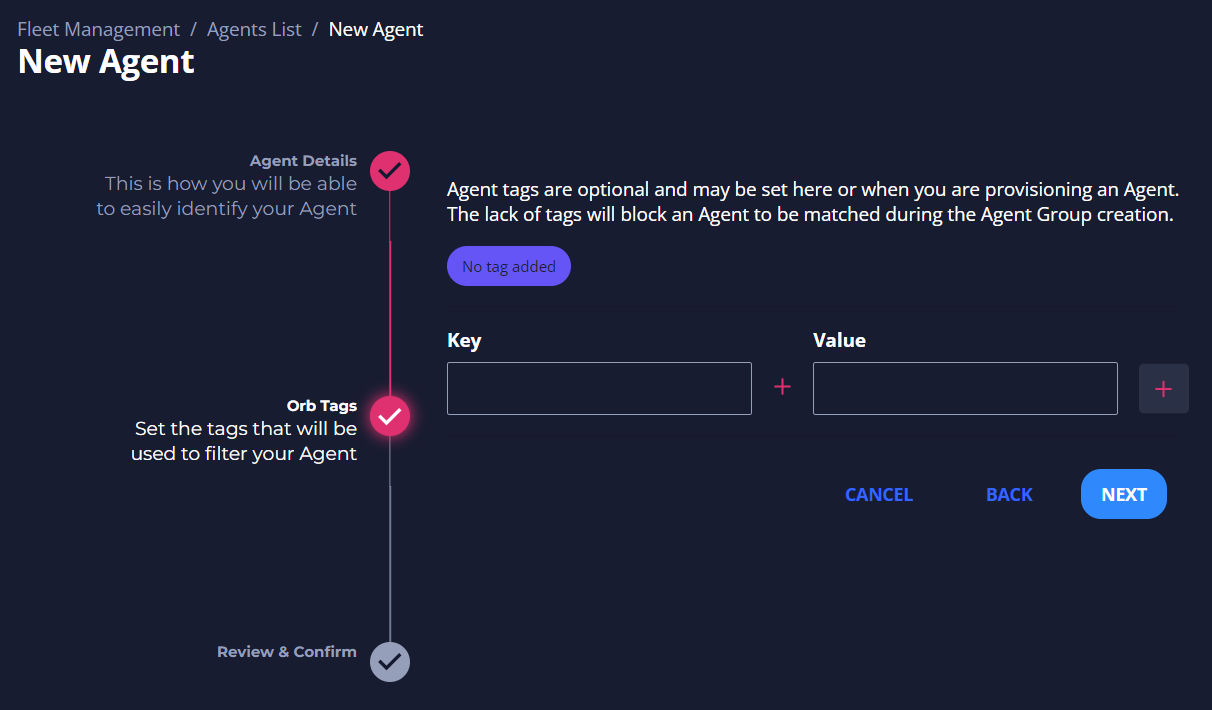 Fleet Management / Agents List / New Agent
New Agent
Agent Details
This is how you will be able
to easily identify your Agent
Orb Tags
Set the tags that will be
used to filter your Agent
Review & Confirm
Agent tags are optional and may be set here or when you are provisioning an Agent.
The lack of tags will block an Agent to be matched during the Agent Group creation.
No tag added
Key
Value
+
+
CANCEL
BACK
NEXT